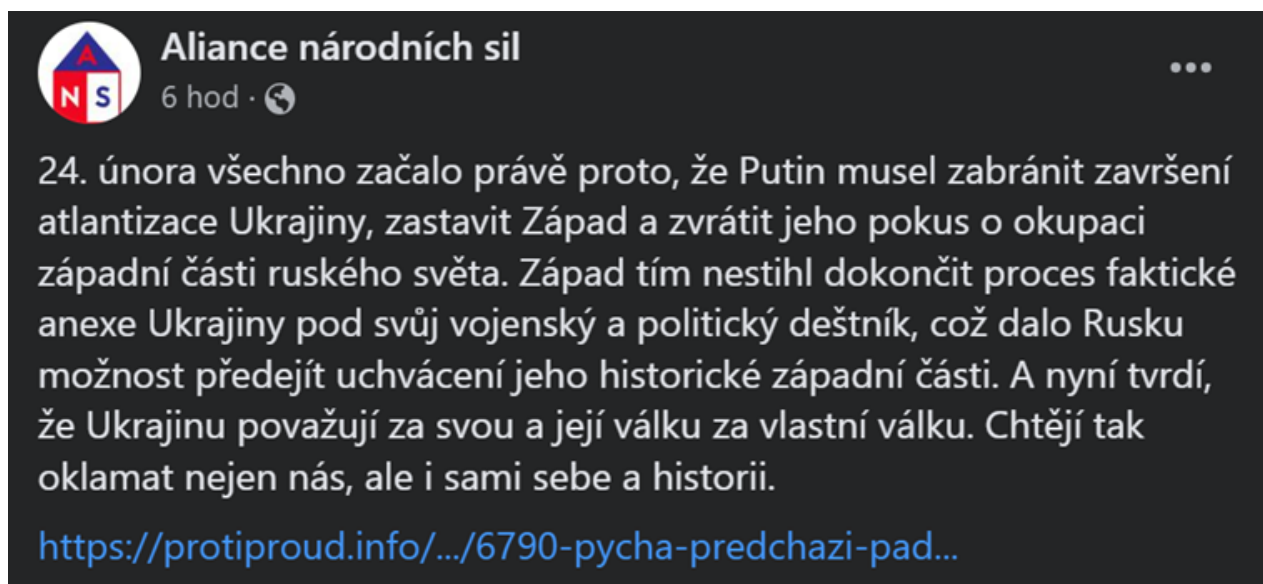 Aliance národních sil
6 hod ·
A
N S
24. února všechno začalo právě proto, že Putin musel zabránit završení
atlantizace Ukrajiny, zastavit Západ a zvrátit jeho pokus o okupaci
západní části ruského světa. Západ tím nestihl dokončit proces faktické
anexe Ukrajiny pod svůj vojenský a politický deštník, což dalo Rusku
možnost předejít uchvácení jeho historické západní části. A nyní tvrdí,
že Ukrajinu považují za svou a její válku za vlastní válku. Chtějí tak
oklamat nejen nás, ale i sami sebe a historii.
https://protiproud.info/.../6790-pycha-predchazi-pad...